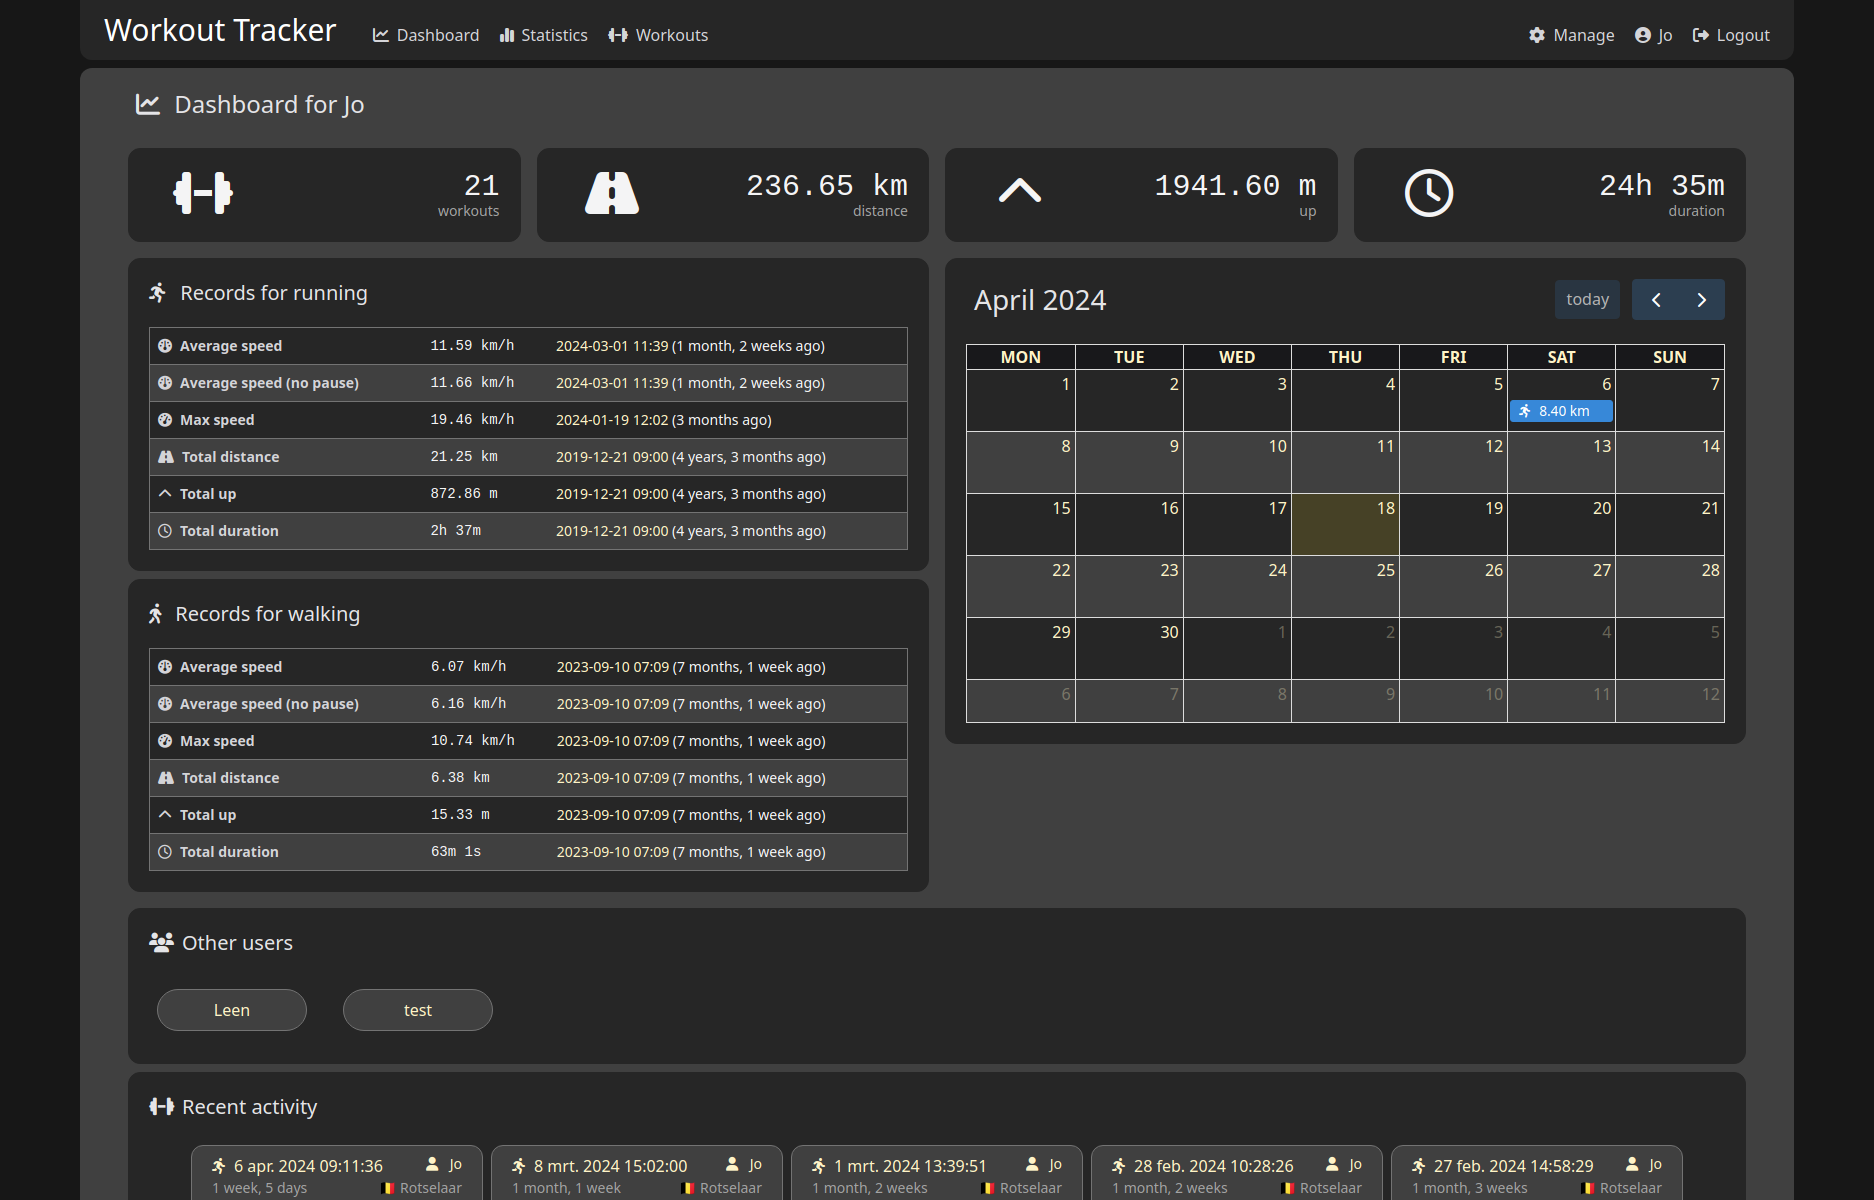 Workout Tracker Dashboard Statistics Workouts Manage Jo Logout
Dashboard for Jo
21
workouts
236.65 km
distance
1941.60 m
up
24h 35m
duration
Records for running
Average speed 11.59 km/h 2024-03-01 11:39 (1 month, 2 weeks ago)
Average speed (no pause) 11.66 km/h 2024-03-01 11:39 (1 month, 2 weeks ago)
Max speed 19.46 km/h 2024-01-19 12:02 (3 months ago)
Total distance 21.25 km 2019-12-21 09:00 (4 years, 3 months ago)
Total up 872.86 m 2019-12-21 09:00 (4 years, 3 months ago)
Total duration 2h 37m 2019-12-21 09:00 (4 years, 3 months ago)
Records for walking
Average speed 6.07 km/h 2023-09-10 07:09 (7 months, 1 week ago)
Average speed (no pause) 6.16 km/h 2023-09-10 07:09 (7 months, 1 week ago)
Max speed 10.74 km/h 2023-09-10 07:09 (7 months, 1 week ago)
Total distance 6.38 km 2023-09-10 07:09 (7 months, 1 week ago)
Total up 15.33 m 2023-09-10 07:09 (7 months, 1 week ago)
Total duration 63m 1s 2023-09-10 07:09 (7 months, 1 week ago)
April 2024 today
MON TUE WED THU FRI SAT SUN
1 2 3 4 5 6 7
8.40 km
8 9 10 11 12 13 14
15 16 17 18 19 20 21
22 23 24 25 26 27 28
29 30 1 2 3 4 5
6 7 8 9 10 11 12
Other users
Leen test
Recent activity
6 apr. 2024 09:11:36 Jo
1 week, 5 days Rotselaar
8 mrt. 2024 15:02:00 Jo
1 month, 1 week Rotselaar
1 mrt. 2024 13:39:51 Jo
1 month, 2 weeks Rotselaar
28 feb. 2024 10:28:26 Jo
1 month, 2 weeks Rotselaar
27 feb. 2024 14:58:29 Jo
1 month, 3 weeks Rotselaar